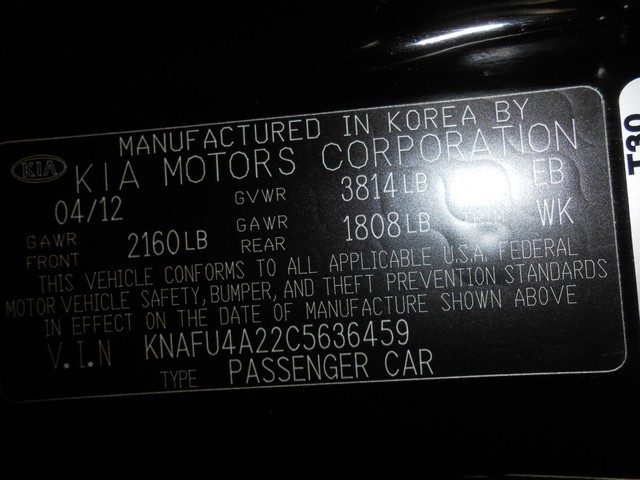 MANUFACTURED IN KOREA BY
KIA KIA MOTORS CORPORATION
04/12 GVWR 3814LB EB
GAWR FRONT 2160LB GAWR REAR 1808LB TRIM WK
THIS VEHICLE CONFORMS TO ALL APPLICABLE U.S.A. FEDERAL
MOTOR VEHICLE SAFETY, BUMPER, AND THEFT PREVENTION STANDARDS
IN EFFECT ON THE DATE OF MANUFACTURE SHOWN ABOVE
V.I.N KNAFU4A22C5636459
TYPE PASSENGER CAR
T30